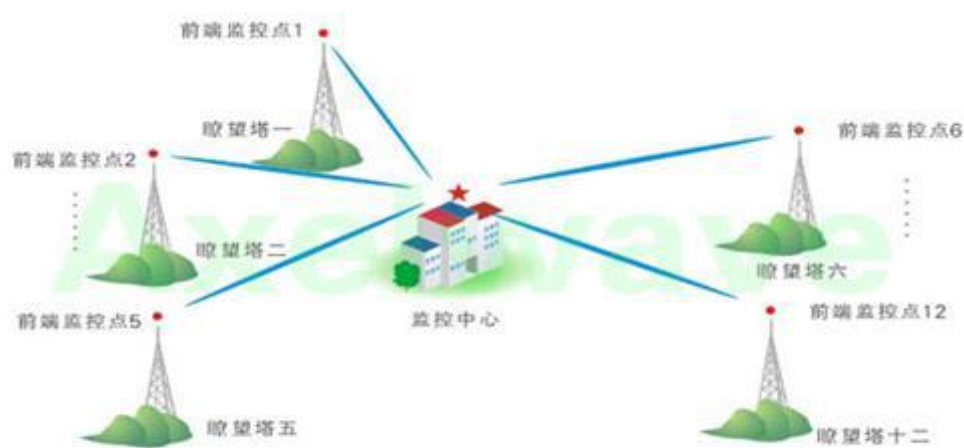 前端监控点1
瞭望塔一
前端监控点2
瞭望塔二
前端监控点5
瞭望塔五
监控中心
前端监控点6
瞭望塔六
前端监控点12
瞭望塔十二
Axelwave